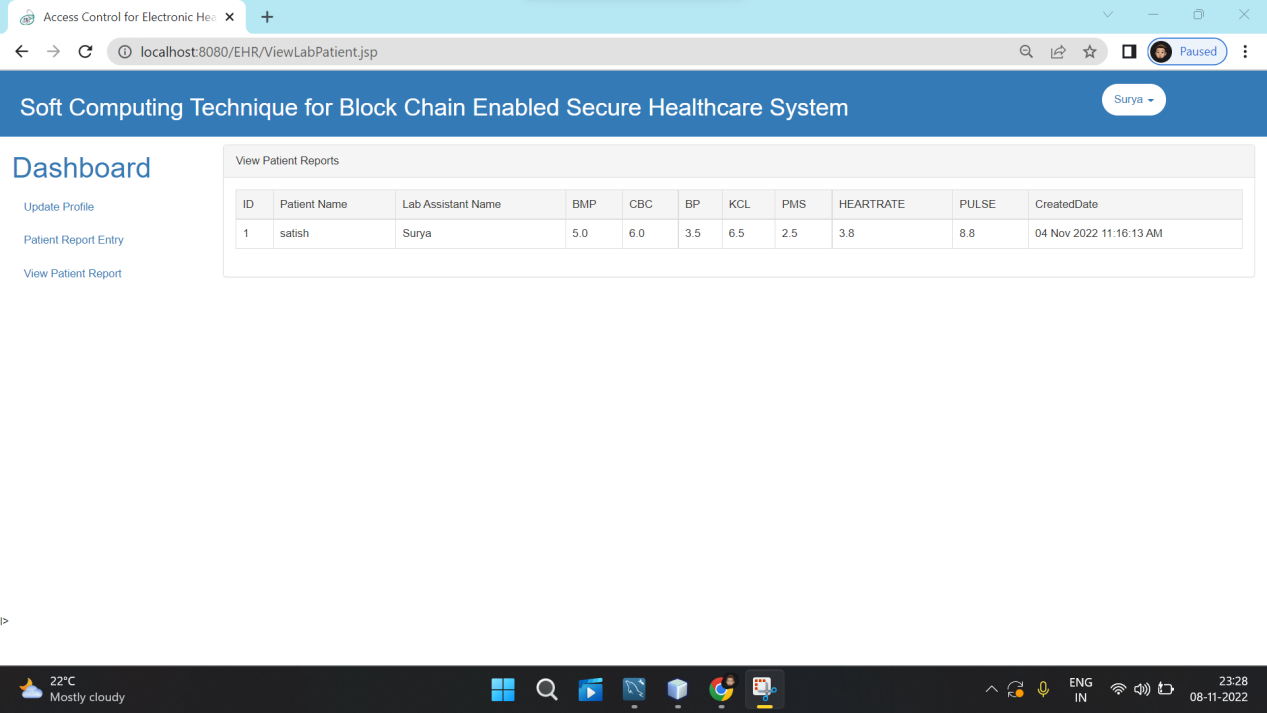 Access Control for Electronic Hea
localhost:8080/EHR/ViewLabPatient.jsp
Paused
Soft Computing Technique for Block Chain Enabled Secure Healthcare System
Surya
Dashboard
Update Profile
Patient Report Entry
View Patient Report
View Patient Reports
ID Patient Name Lab Assistant Name BMP CBC BP KCL PMS HEARTRATE PULSE CreatedDate
1 satish Surya 5.0 6.0 3.5 6.5 2.5 3.8 8.8 04 Nov 2022 11:16:13 AM
|>
22°C
Mostly cloudy
ENG
IN
23:28
08-11-2022